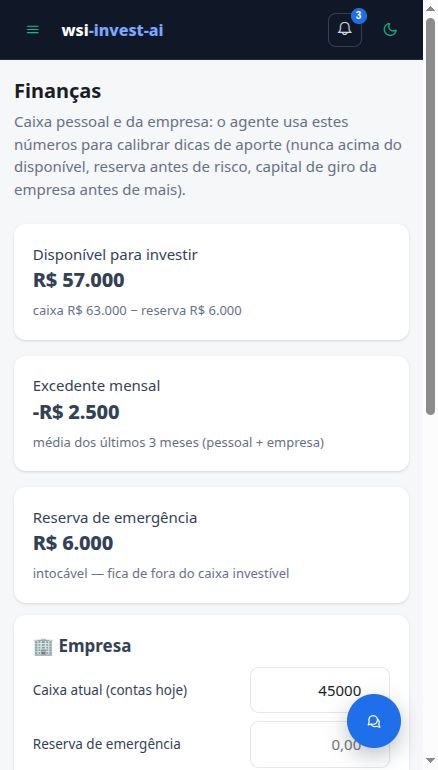 wsi-invest-ai
3
Finanças
Caixa pessoal e da empresa: o agente usa estes
números para calibrar dicas de aporte (nunca acima do
disponível, reserva antes de risco, capital de giro da
empresa antes de mais).
Disponível para investir
R$ 57.000
caixa R$ 63.000 − reserva R$ 6.000
Excedente mensal
-R$ 2.500
média dos últimos 3 meses (pessoal + empresa)
Reserva de emergência
R$ 6.000
intocável — fica de fora do caixa investível
🏢 Empresa
Caixa atual (contas hoje)
45000
Reserva de emergência
0,00